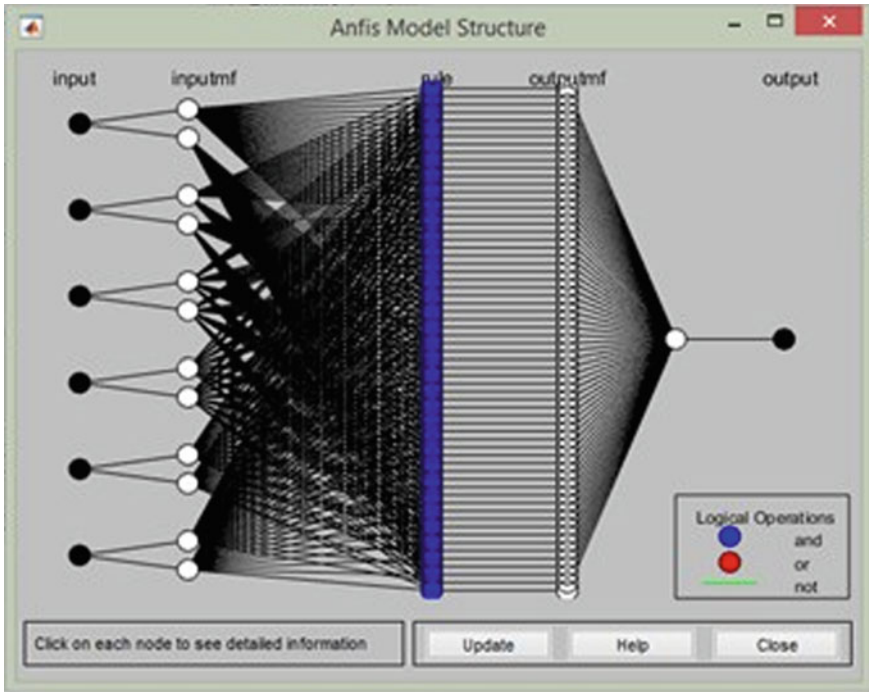 Anfis Model Structure
input inputmf rule outputmf output
Logical Operations
and
or
not
Click on each node to see detailed information
Update Help Close